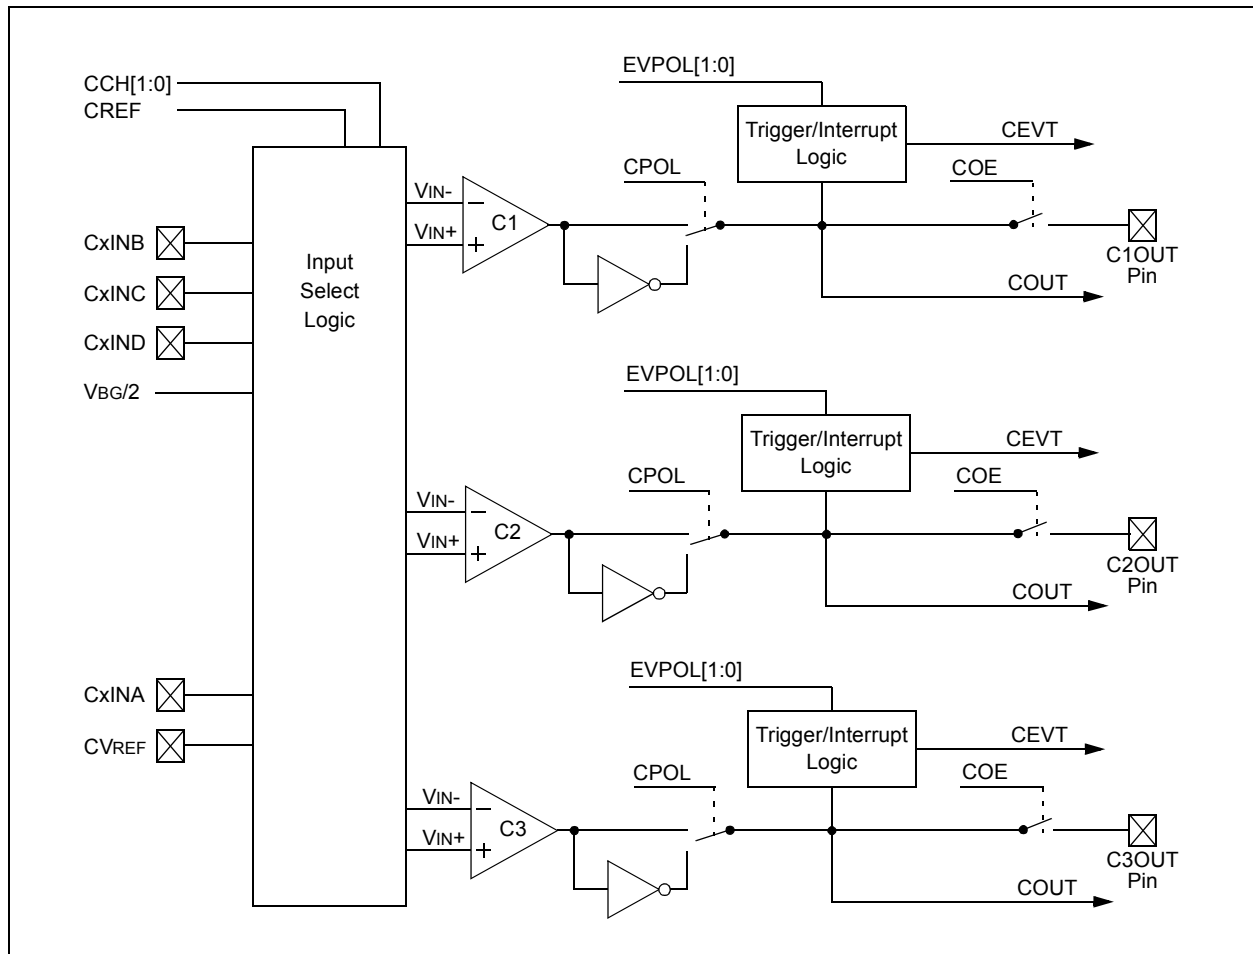 CCH[1:0]
CREF
CxINB
CxINC
CxIND
VBG/2
CxINA
CVREF
Input
Select
Logic
EVPOL[1:0]
Trigger/Interrupt
Logic
CEVT
CPOL
COE
VIN-
VIN+
C1
C1OUT
Pin
COUT
EVPOL[1:0]
Trigger/Interrupt
Logic
CEVT
CPOL
COE
VIN-
VIN+
C2
C2OUT
Pin
COUT
EVPOL[1:0]
Trigger/Interrupt
Logic
CEVT
CPOL
COE
VIN-
VIN+
C3
C3OUT
Pin
COUT